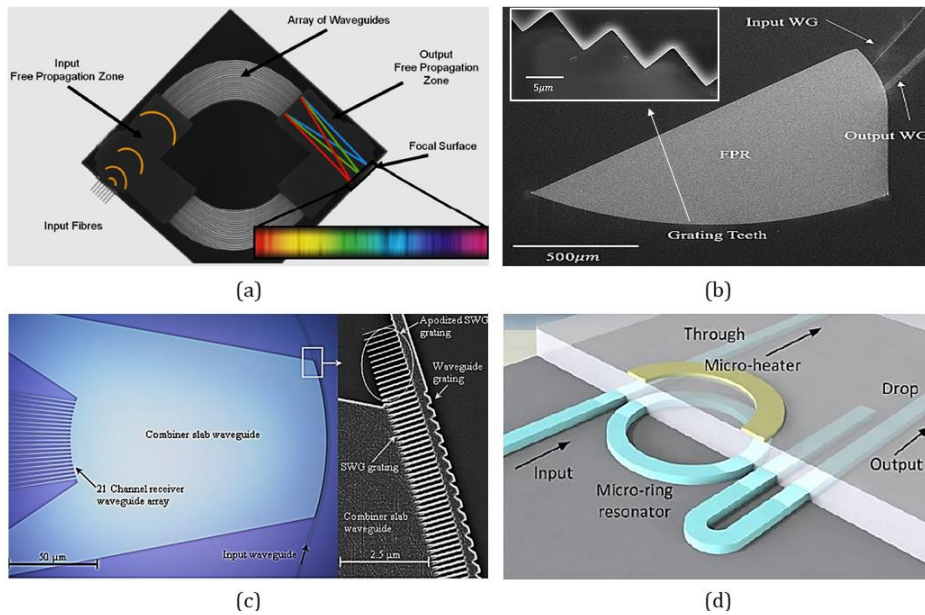 Array of Waveguides
Input
Free Propagation
Zone
Output
Free Propagation
Zone
Focal Surface
Input Fibres
(a)
Input WG
5μm
Output WG
FPR
Grating Teeth
500μm
(b)
Apodized SWG
grating
Waveguide
grating
Combiner slab waveguide
SWG grating
21 Channel receiver
waveguide array
Combiner slab
waveguide
50 μm
Input waveguide
2.5 μm
(c)
Through
Micro-heater
Drop
Input
Output
Micro-ring
resonator
(d)